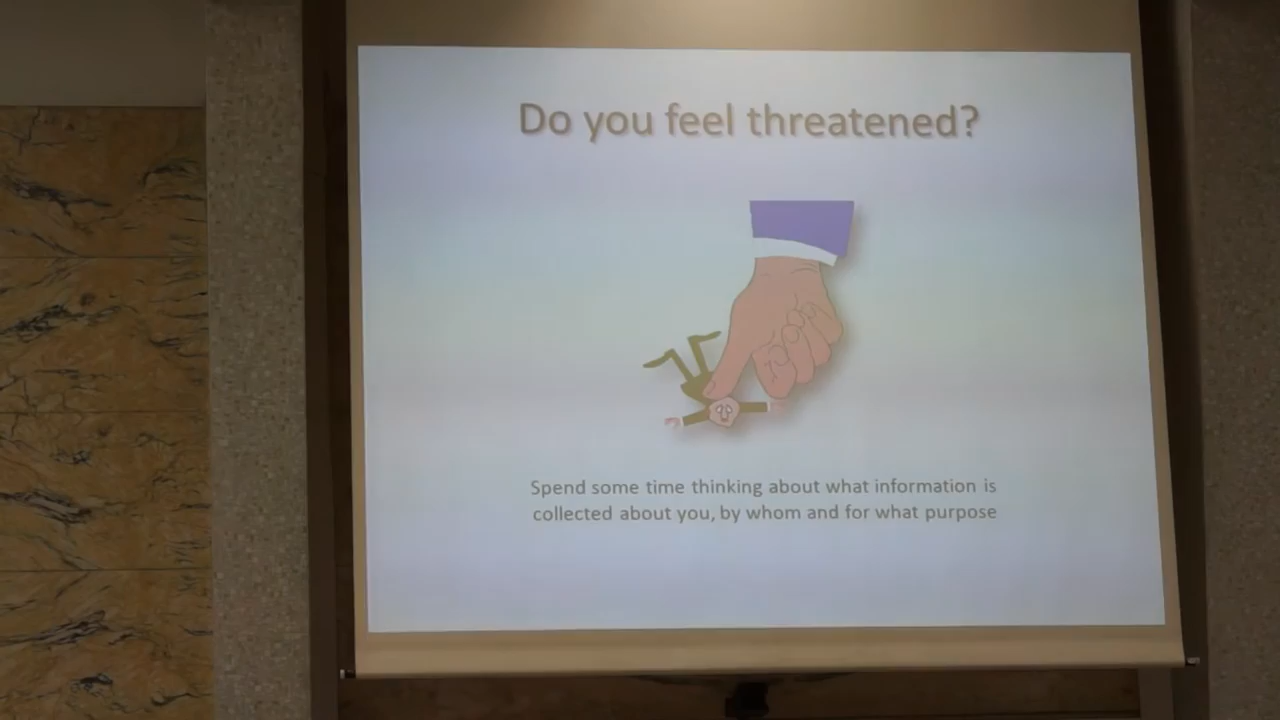 Do you feel threatened?
Spend some time thinking about what information is
collected about you, by whom and for what purpose